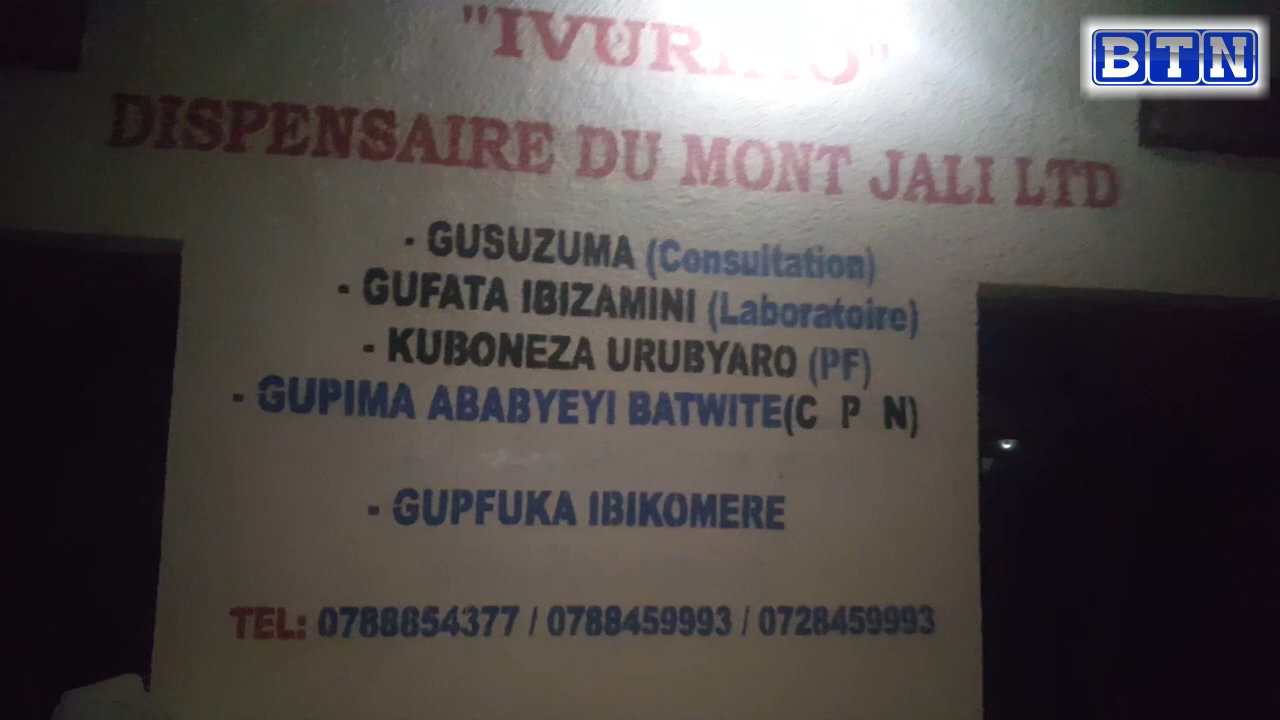 BTN
DISPENSAIRE DU MONT JALI LTD
- GUSUZUMA (Consultation)
- GUFATA IBIZAMINI (Laboratoire)
- KUBONEZA URUBYARO (PF)
- GUPIMA ABABYEYI BATWITE(C P N)
- GUPFUKA IBIKOMERE
TEL: 0788854377 / 0788459993 / 0728459993